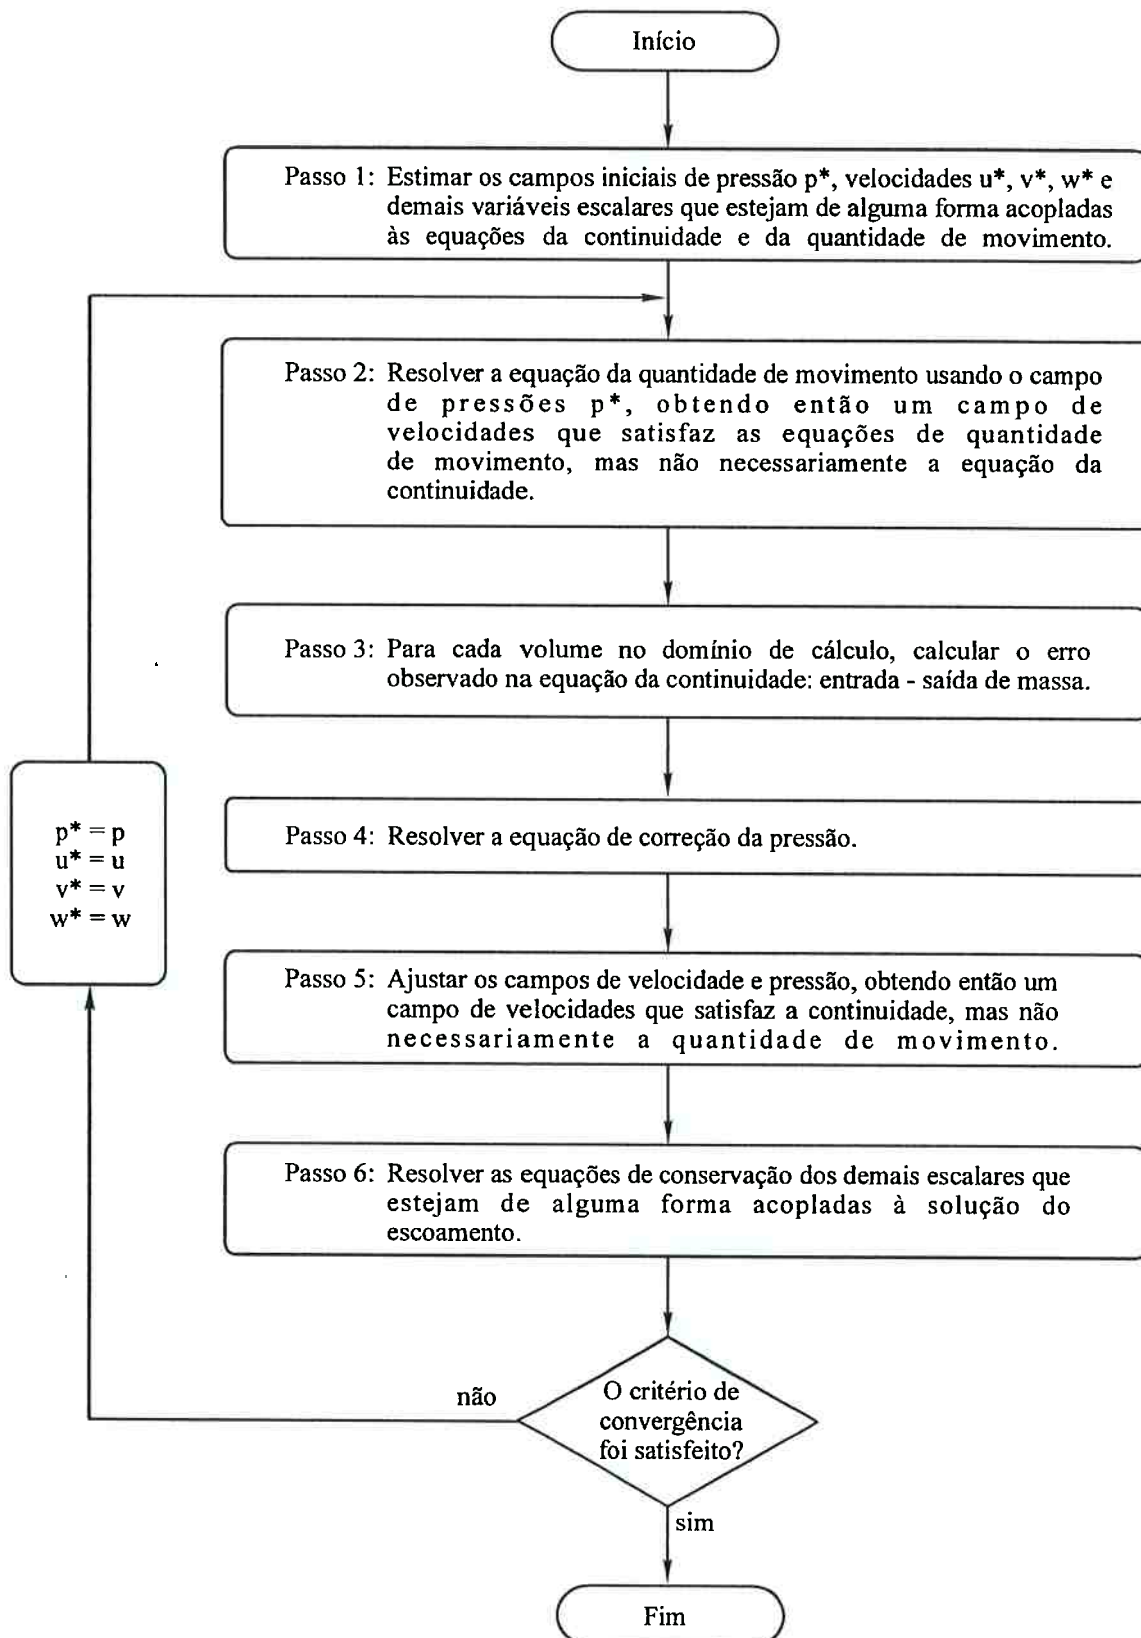 Início
Passo 1: Estimar os campos iniciais de pressão p*, velocidades u*, v*, w* e
demais variáveis escalares que estejam de alguma forma acopladas
às equações da continuidade e da quantidade de movimento.
Passo 2: Resolver a equação da quantidade de movimento usando o campo
de pressões p*, obtendo então um campo de
velocidades que satisfaz as equações de quantidade
de movimento, mas não necessariamente a equação da
continuidade.
Passo 3: Para cada volume no domínio de cálculo, calcular o erro
observado na equação da continuidade: entrada - saída de massa.
p* = p
u* = u
v* = v
w* = w
Passo 4: Resolver a equação de correção da pressão.
Passo 5: Ajustar os campos de velocidade e pressão, obtendo então um
campo de velocidades que satisfaz a continuidade, mas não
necessariamente a quantidade de movimento.
Passo 6: Resolver as equações de conservação dos demais escalares que
estejam de alguma forma acopladas à solução do
escoamento.
não
O critério de
convergência
foi satisfeito?
sim
Fim